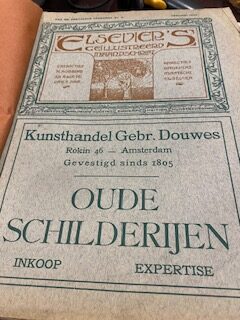 ELSEVIER'S
GEÏLLUSTREERD
MAANDSCHRIFT
Kunsthandel Gebr. Douwes
Rokin 46 — Amsterdam
Gevestigd sinds 1805
OUDE
SCHILDERIJEN
INKOOP EXPERTISE